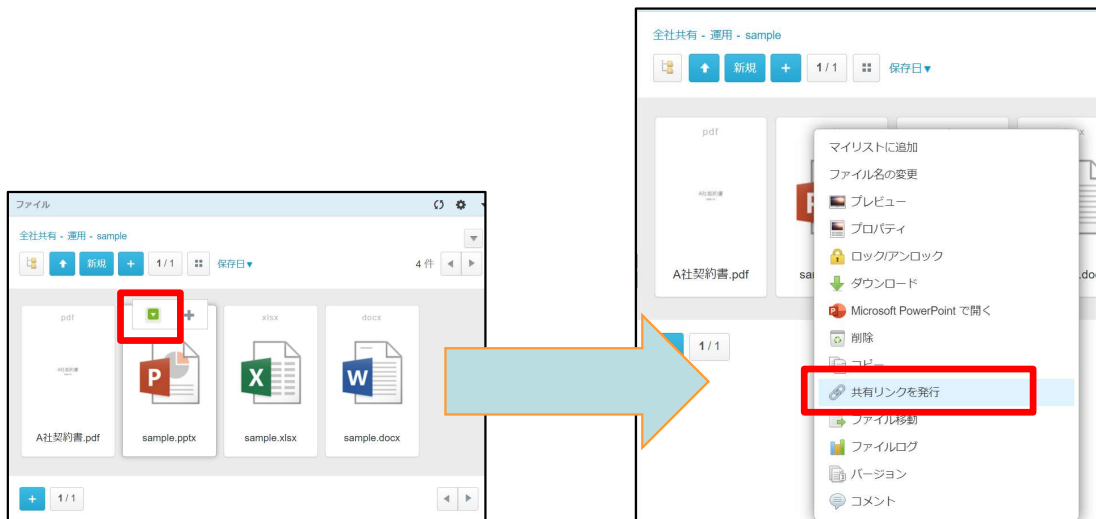 ファイル
全社共有 - 運用 - sample
新規 + 1 / 1 保存日▼
4 件
pdf
xlsx
docx
A社契約書
P
X
W
A社契約書.pdf
sample.pptx
sample.xlsx
sample.docx
+ 1 / 1
全社共有 - 運用 - sample
新規 + 1 / 1 保存日▼
pdf
A社契約書
A社契約書.pdf
1 / 1
マイリストに追加
ファイル名の変更
プレビュー
プロパティ
ロック/アンロック
ダウンロード
Microsoft PowerPoint で開く
削除
コピー
共有リンクを発行
ファイル移動
ファイルログ
バージョン
コメント